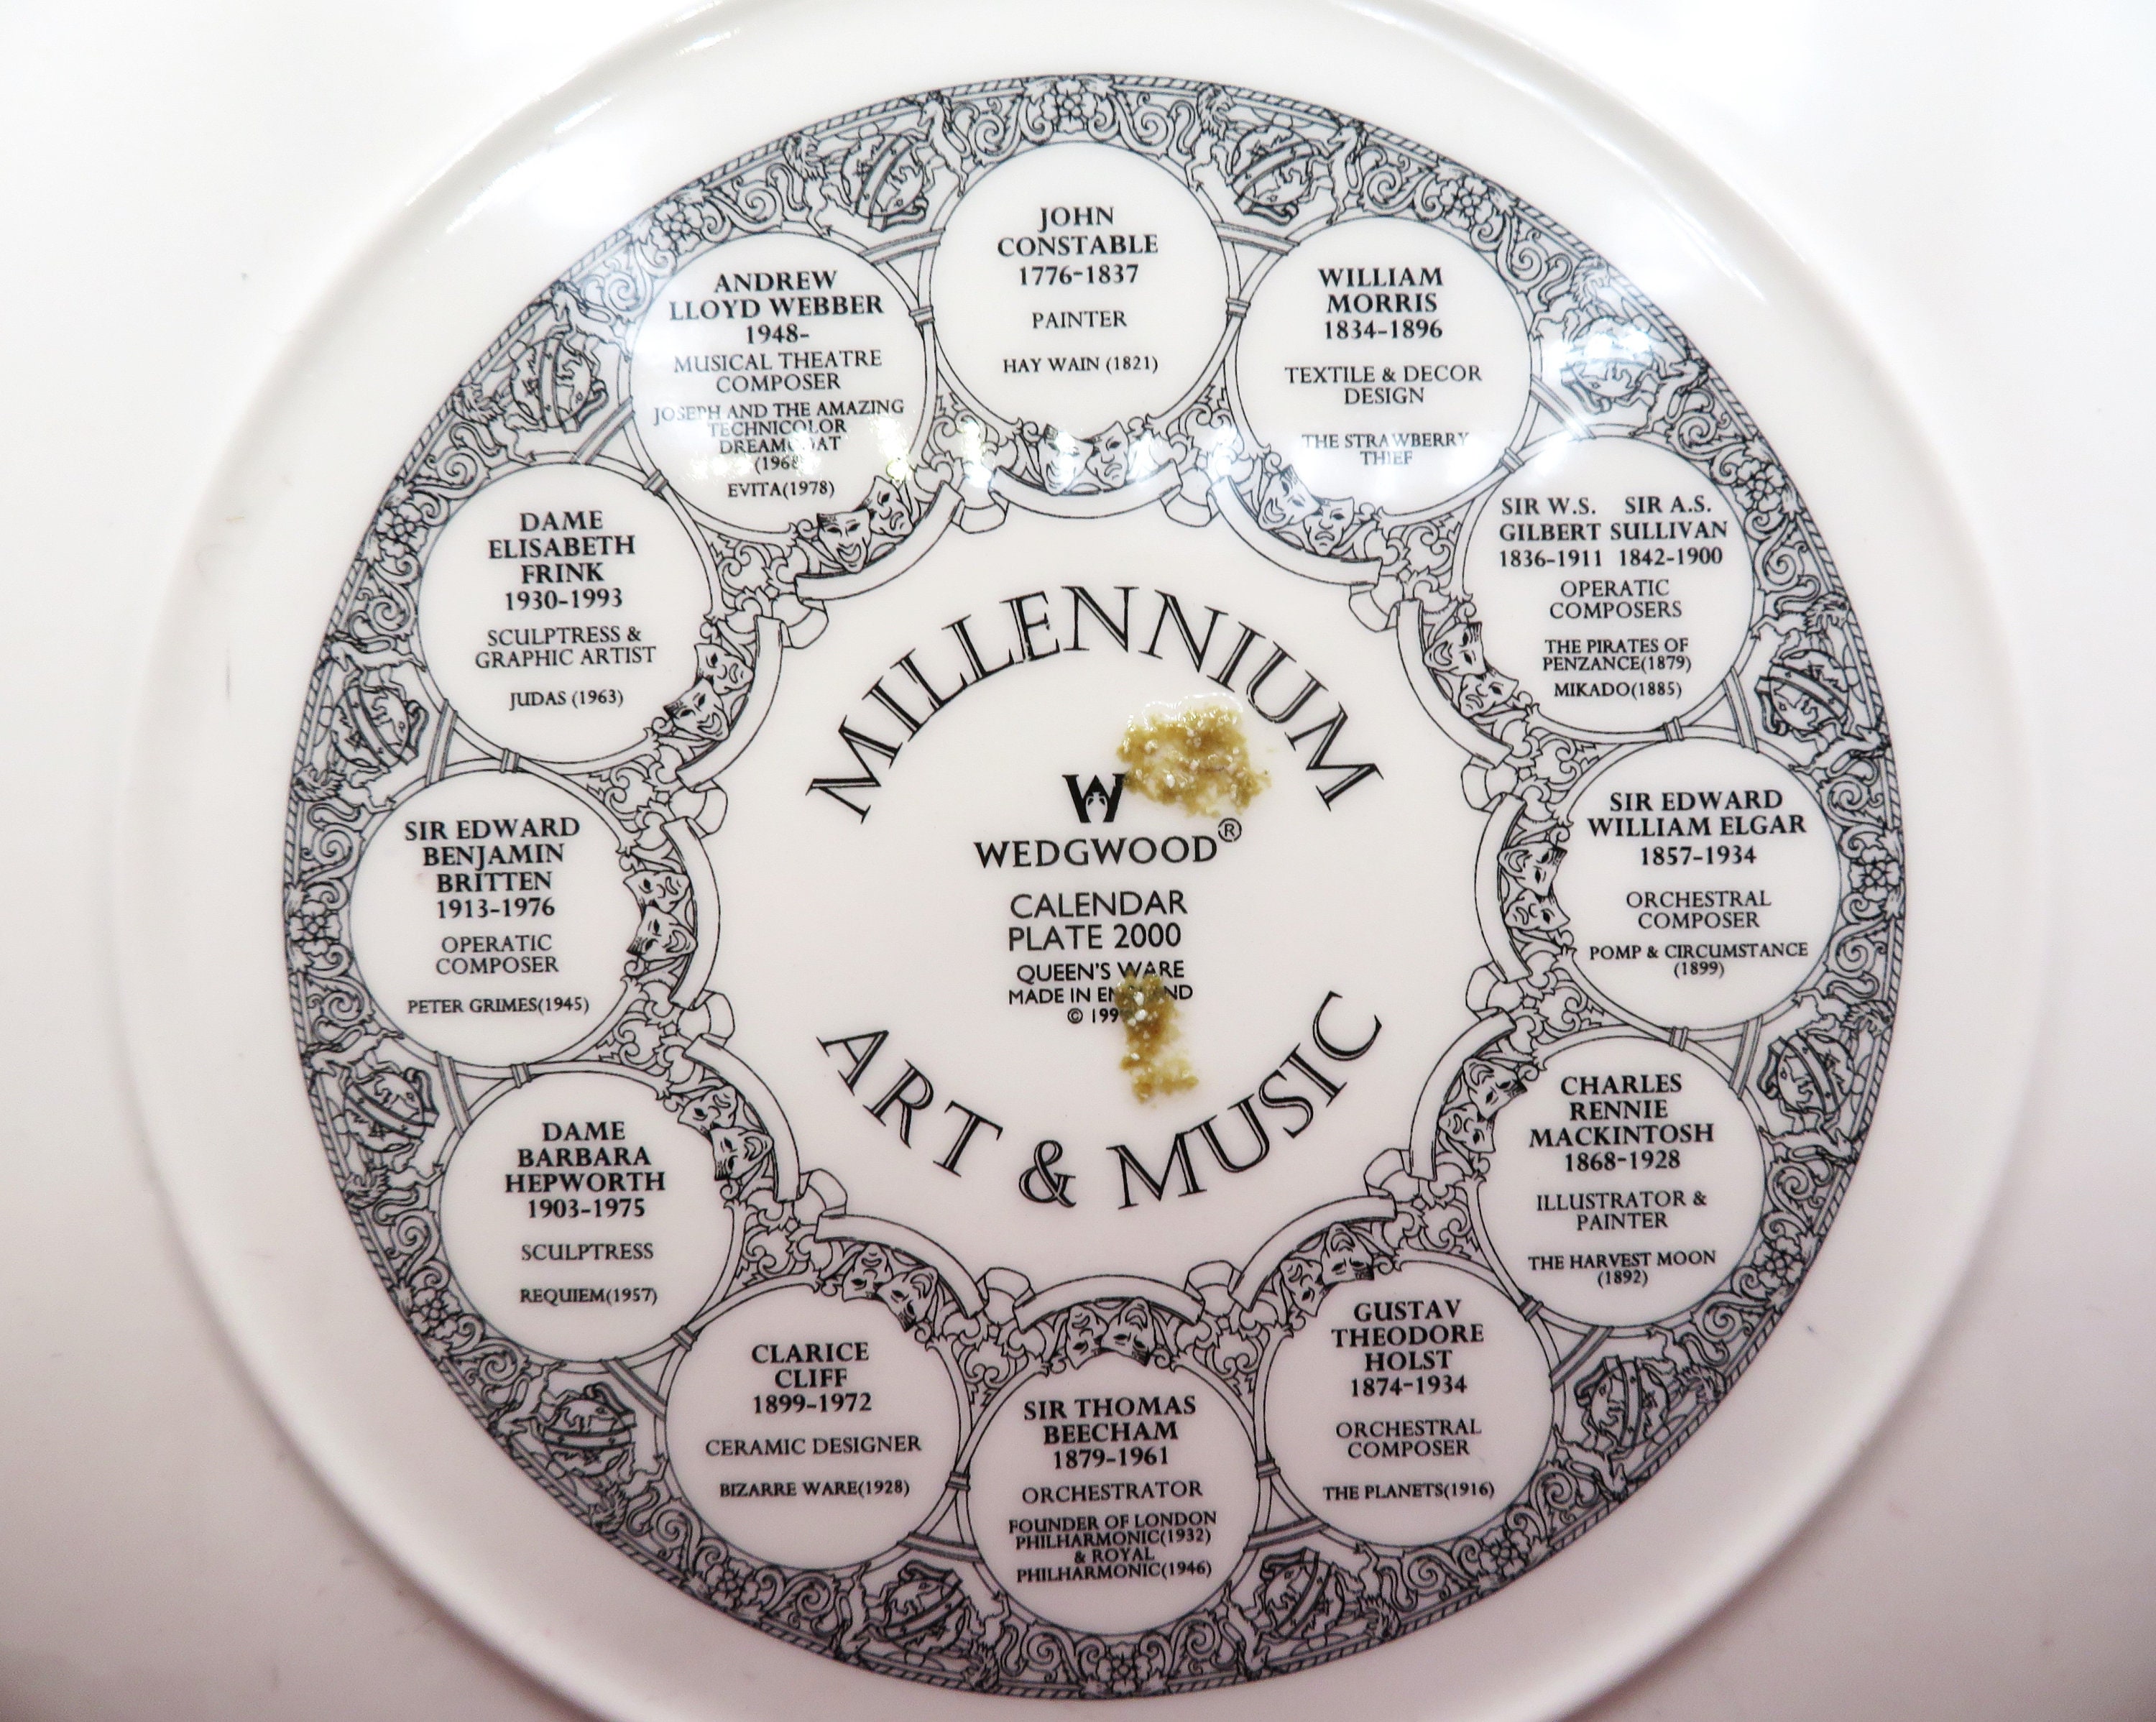 MILLENNIUM
W
WEDGWOOD®
CALENDAR
PLATE 2000
QUEEN'S WARE
MADE IN
©
ART & MUSIC
JOHN
CONSTABLE
1776-1837
PAINTER
HAY WAIN (1821)
WILLIAM
MORRIS
1834-1896
TEXTILE & DECOR
DESIGN
THE STRAWBERRY
THIEF
SIR W.S. SIR A.S.
GILBERT SULLIVAN
1836-1911 1842-1900
OPERATIC
COMPOSERS
THE PIRATES OF
PENZANCE(1879)
MIKADO(1885)
SIR EDWARD
WILLIAM ELGAR
1857-1934
ORCHESTRAL
COMPOSER
POMP & CIRCUMSTANCE
(1899)
CHARLES
RENNIE
MACKINTOSH
1868-1928
ILLUSTRATOR &
PAINTER
THE HARVEST MOON
(1892)
GUSTAV
THEODORE
HOLST
1874-1934
ORCHESTRAL
COMPOSER
THE PLANETS(1916)
SIR THOMAS
BEECHAM
1879-1961
ORCHESTRATOR
FOUNDER OF LONDON
PHILHARMONIC(1932)
& ROYAL
PHILHARMONIC(1946)
CLARICE
CLIFF
1899-1972
CERAMIC DESIGNER
BIZARRE WARE(1928)
DAME
BARBARA
HEPWORTH
1903-1975
SCULPTRESS
REQUIEM(1957)
SIR EDWARD
BENJAMIN
BRITTEN
1913-1976
OPERATIC
COMPOSER
PETER GRIMES(1945)
DAME
ELISABETH
FRINK
1930-1993
SCULPTRESS &
GRAPHIC ARTIST
JUDAS (1963)
ANDREW
LLOYD WEBBER
1948-
MUSICAL THEATRE
COMPOSER
JOSEPH AND THE AMAZING
TECHNICOLOR
DREAMCOAT
(1968)
EVITA(1978)